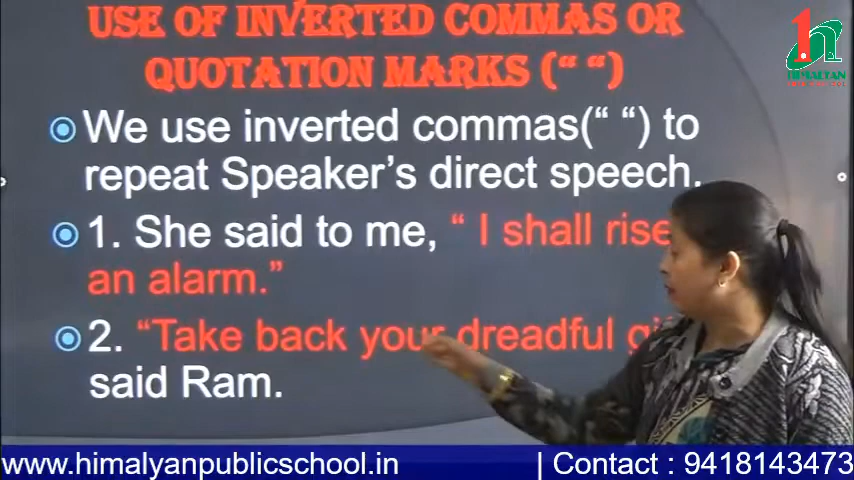 USE OF INVERTED COMMAS OR
QUOTATION MARKS (“ “)
We use inverted commas(“ “) to
repeat Speaker’s direct speech.
1. She said to me, “ I shall rise
an alarm.”
2. “Take back your dreadful
said Ram.
1h
HIMALYAN
www.himalyanpublicschool.in | Contact : 9418143473